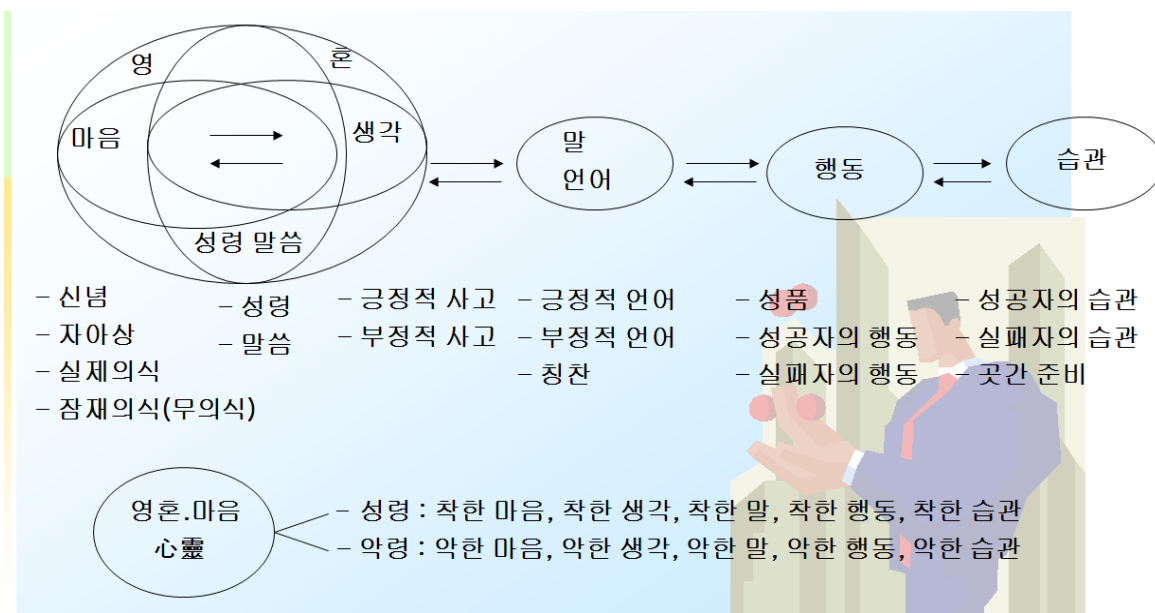 영
혼
마음
생각
성령 말씀
말
언어
행동
습관
– 신념
– 자아상
– 실제의식
– 잠재의식(무의식)
– 성령
– 말씀
– 긍정적 사고
– 부정적 사고
– 긍정적 언어
– 부정적 언어
– 칭찬
– 성품
– 성공자의 행동
– 실패자의 행동
– 성공자의 습관
– 실패자의 습관
– 곳간 준비
영혼.마음
心靈
– 성령 : 착한 마음, 착한 생각, 착한 말, 착한 행동, 착한 습관
– 악령 : 악한 마음, 악한 생각, 악한 말, 악한 행동, 악한 습관